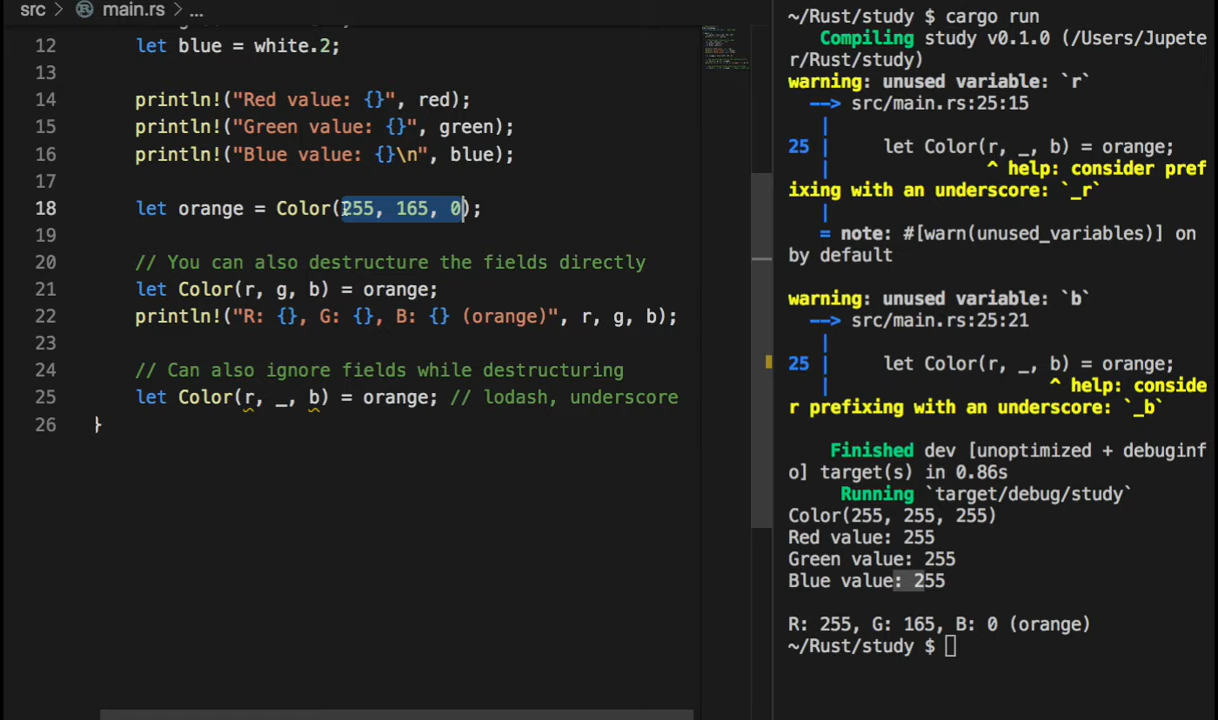 src > main.rs > ...
12 let blue = white.2;
13
14 println!("Red value: {}", red);
15 println!("Green value: {}", green);
16 println!("Blue value: {}\n", blue);
17
18 let orange = Color(255, 165, 0);
19
20 // You can also destructure the fields directly
21 let Color(r, g, b) = orange;
22 println!("R: {}, G: {}, B: {} (orange)", r, g, b);
23
24 // Can also ignore fields while destructuring
25 let Color(r, _, b) = orange; // lodash, underscore
26 }
~/Rust/study $ cargo run
Compiling study v0.1.0 (/Users/Jupete
r/Rust/study)
warning: unused variable: `r`
--> src/main.rs:25:15
|
25 | let Color(r, _, b) = orange;
| ^ help: consider pref
ixing with an underscore: `_r`
|
= note: #[warn(unused_variables)] on
by default
warning: unused variable: `b`
--> src/main.rs:25:21
|
25 | let Color(r, _, b) = orange;
| ^ help: conside
r prefixing with an underscore: `_b`
Finished dev [unoptimized + debuginf
o] target(s) in 0.86s
Running `target/debug/study`
Color(255, 255, 255)
Red value: 255
Green value: 255
Blue value: 255
R: 255, G: 165, B: 0 (orange)
~/Rust/study $